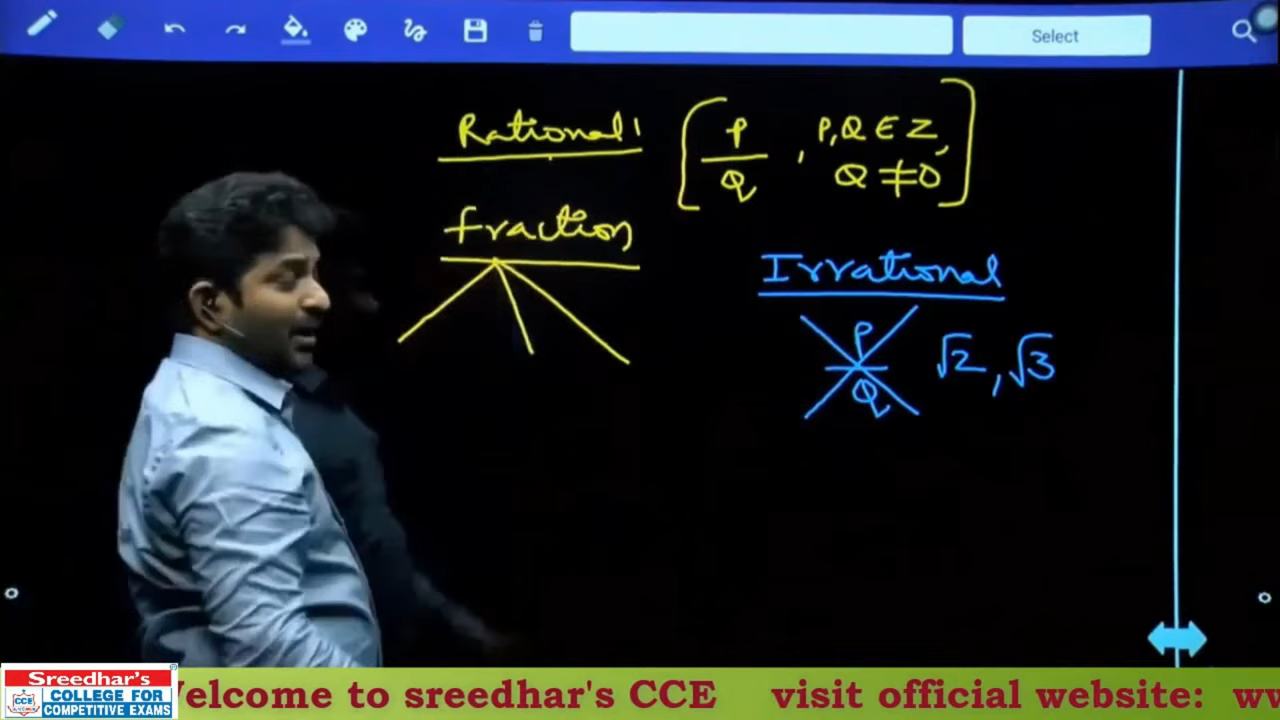 Select
Rational
P/Q , P,Q ∈ Z, Q ≠ 0
fraction
Irrational
P/Q √2, √3
Sreedhar's
CCE
COLLEGE FOR
COMPETITIVE EXAMS
Welcome to sreedhar's CCE visit official website: ww